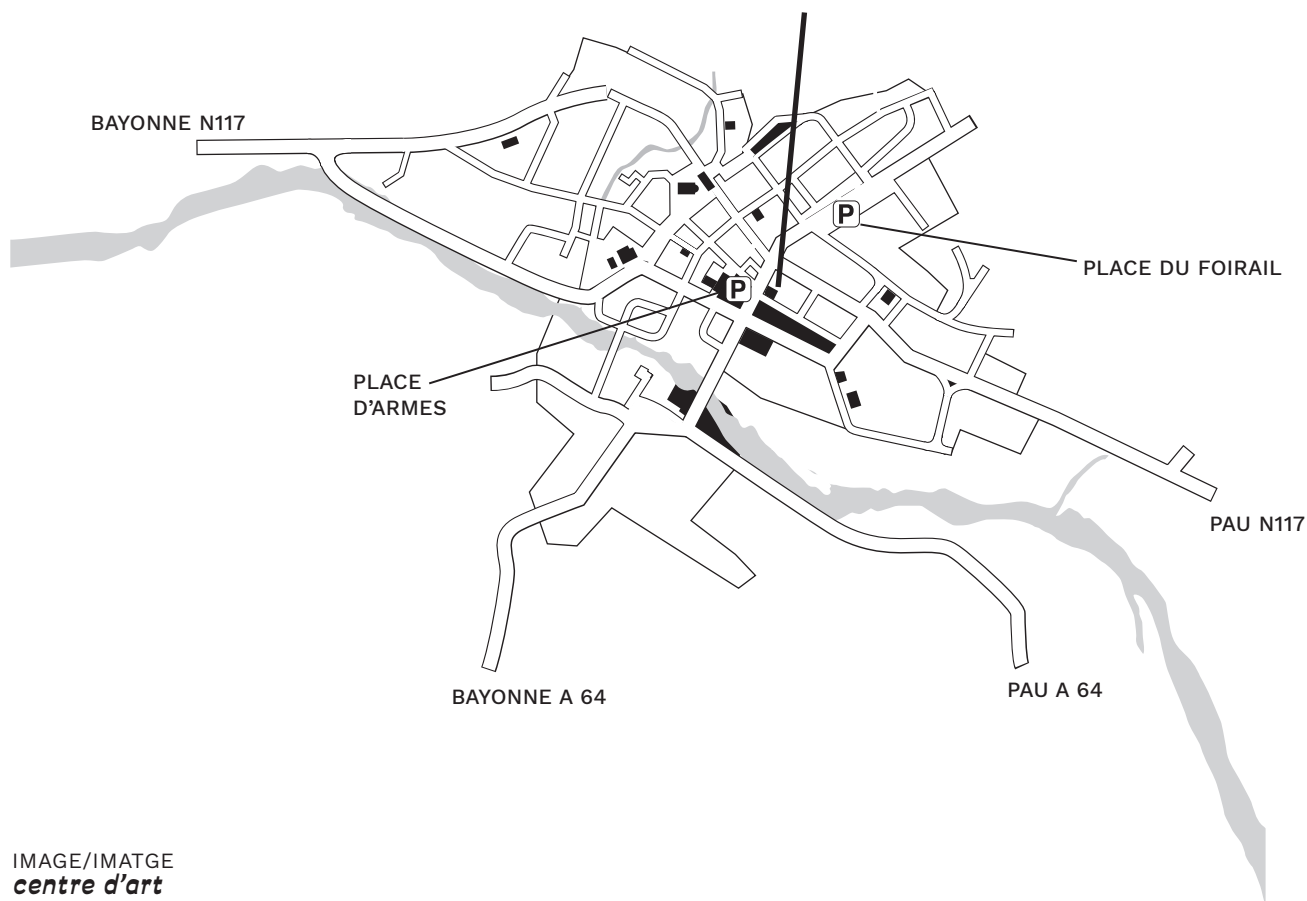 BAYONNE N117
P
PLACE DU FOIRAIL
P
PLACE
D’ARMES
PAU N117
BAYONNE A 64
PAU A 64
IMAGE/IMATGE
centre d’art